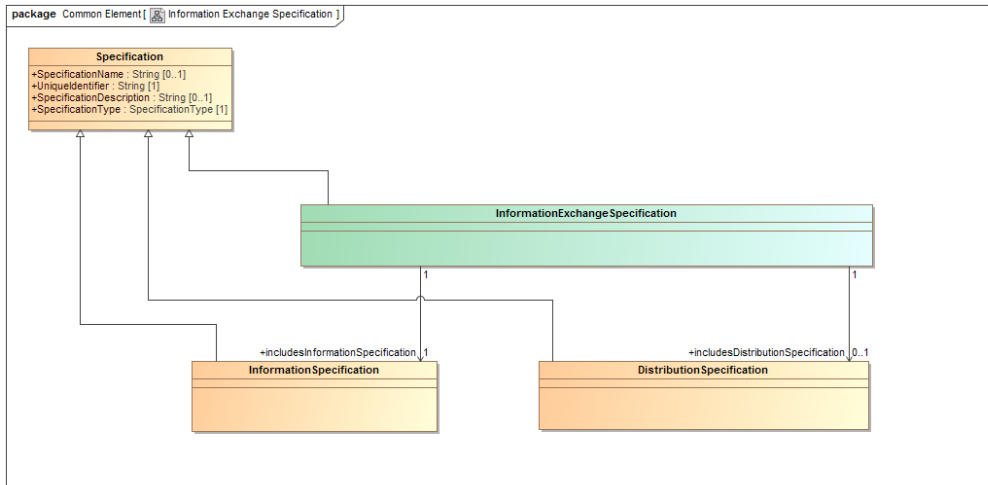 package Common Element [ Information Exchange Specification ]
Specification
+SpecificationName : String [0..1]
+UniqueIdentifier : String [1]
+SpecificationDescription : String [0..1]
+SpecificationType : SpecificationType [1]
InformationExchangeSpecification
1
1
+includesInformationSpecification 1
+includesDistributionSpecification 0..1
InformationSpecification
DistributionSpecification